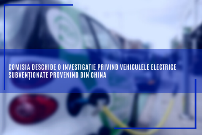 COMISIA DESCHIDE O INVESTIGAȚIE PRIVIND VEHICULELE ELECTRICE
SUBVENȚIONATE PROVENIND DIN CHINA